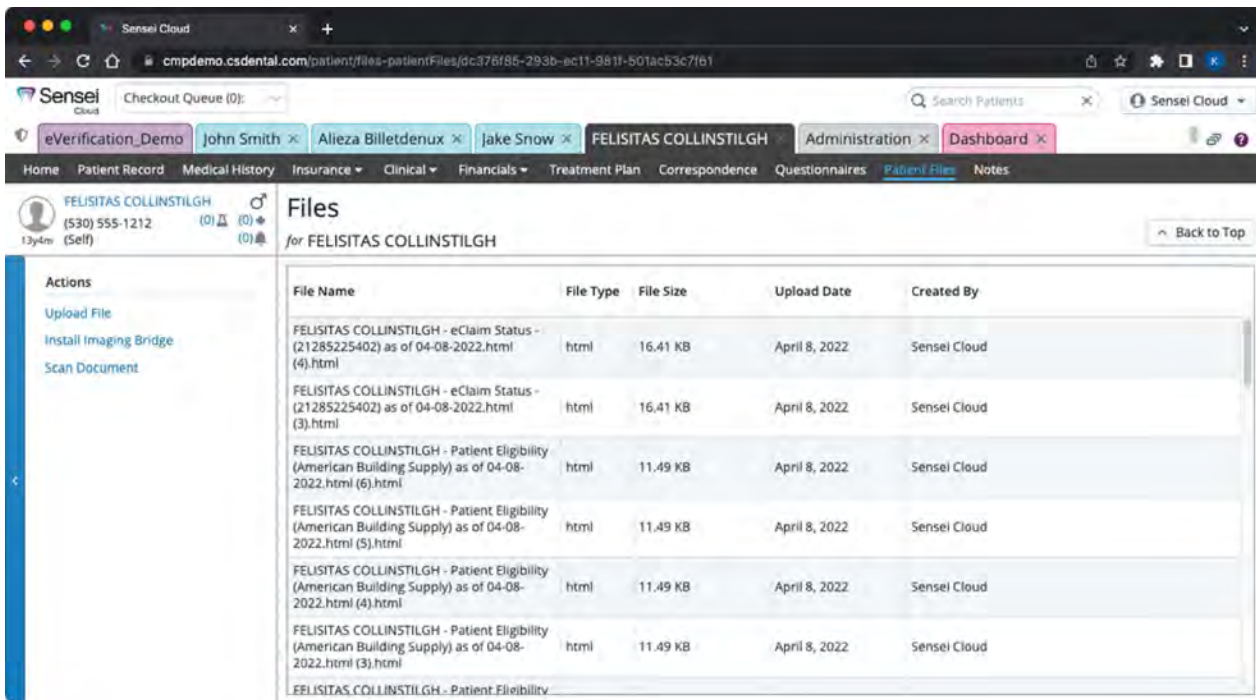 Sensei Cloud
cmpdemo.csdental.com/patient/files-patientFiles/dc376f85-293b-ec11-981f-501ac53c7f61
K
Sensei Cloud
Checkout Queue (0):
Search Patients
Sensei Cloud
eVerification_Demo
John Smith
Alieza Billetdenux
Jake Snow
FELISITAS COLLINSTILGH
Administration
Dashboard
Home Patient Record Medical History Insurance Clinical Financials Treatment Plan Correspondence Questionnaires Patient Files Notes
FELISITAS COLLINSTILGH
(530) 555-1212 (0) (0)
13y4m (Self) (0)
Files
for FELISITAS COLLINSTILGH
Back to Top
Actions
Upload File
Install Imaging Bridge
Scan Document
File Name File Type File Size Upload Date Created By
FELISITAS COLLINSTILGH - eClaim Status -
(21285225402) as of 04-08-2022.html html 16.41 KB April 8, 2022 Sensei Cloud
(4).html
FELISITAS COLLINSTILGH - eClaim Status -
(21285225402) as of 04-08-2022.html html 16.41 KB April 8, 2022 Sensei Cloud
(3).html
FELISITAS COLLINSTILGH - Patient Eligibility
(American Building Supply) as of 04-08- html 11.49 KB April 8, 2022 Sensei Cloud
2022.html (6).html
FELISITAS COLLINSTILGH - Patient Eligibility
(American Building Supply) as of 04-08- html 11.49 KB April 8, 2022 Sensei Cloud
2022.html (5).html
FELISITAS COLLINSTILGH - Patient Eligibility
(American Building Supply) as of 04-08- html 11.49 KB April 8, 2022 Sensei Cloud
2022.html (4).html
FELISITAS COLLINSTILGH - Patient Eligibility
(American Building Supply) as of 04-08- html 11.49 KB April 8, 2022 Sensei Cloud
2022.html (3).html
FELISITAS COLLINSTILGH - Patient Eligibility